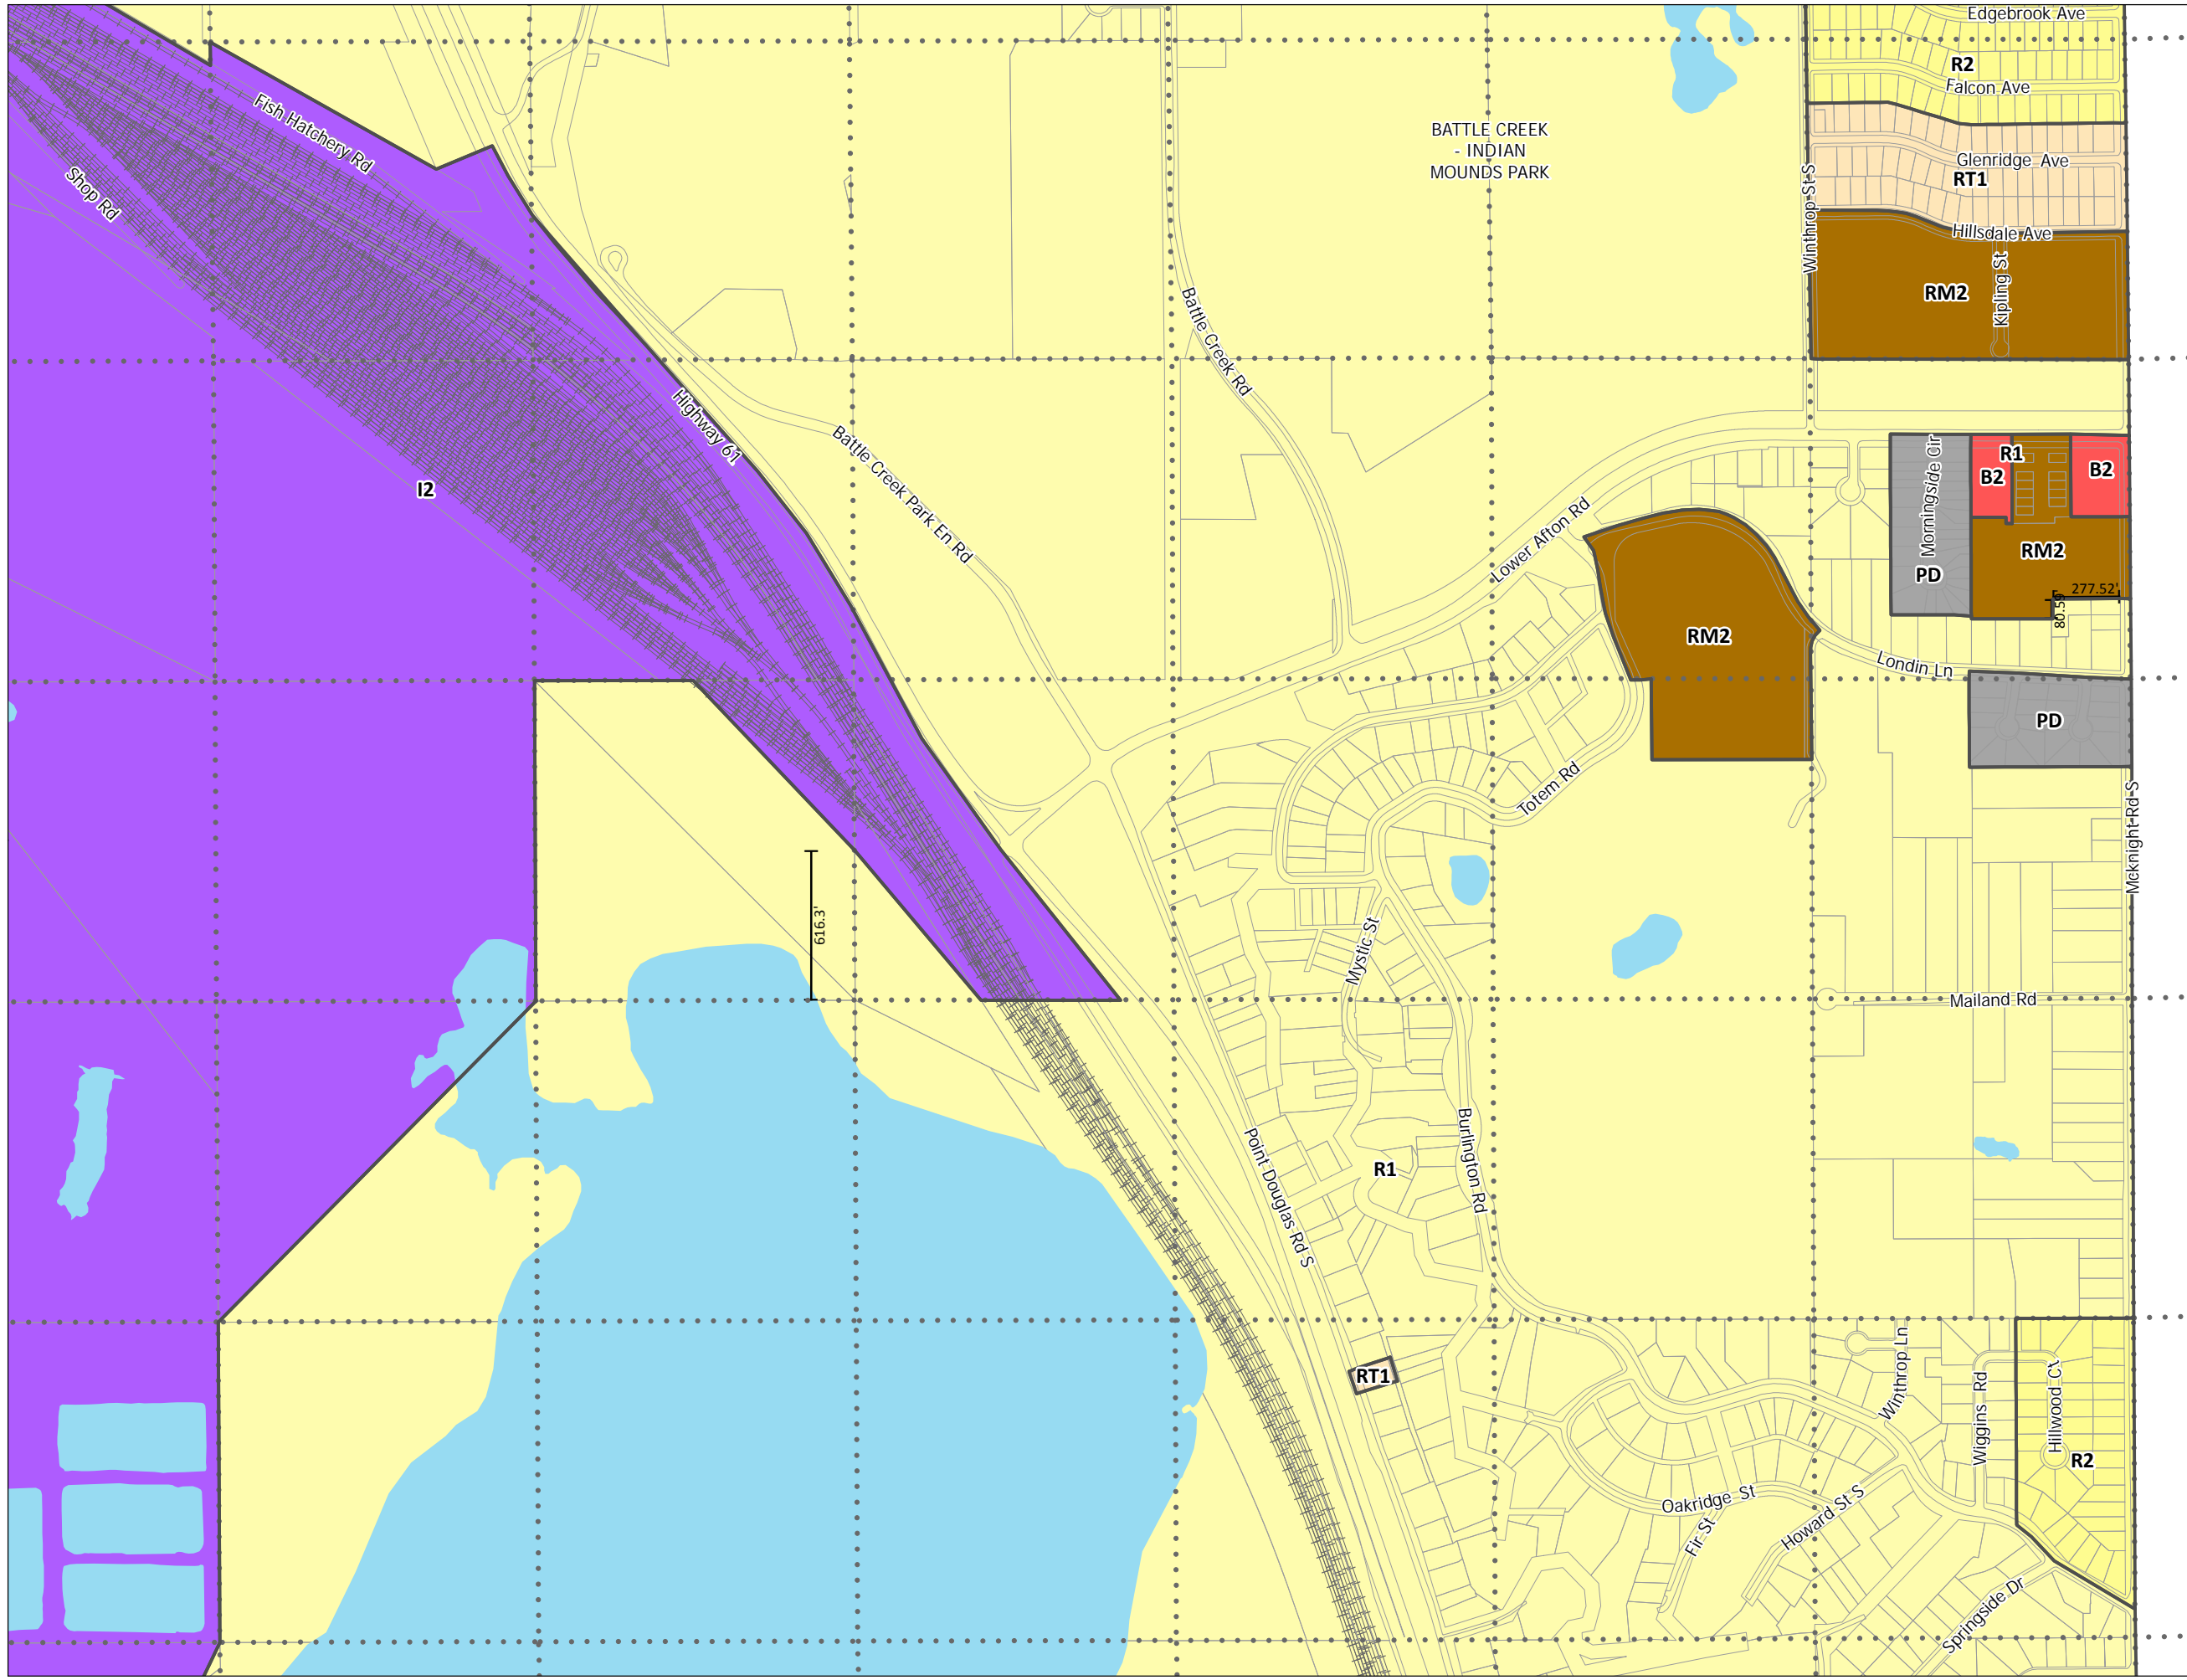 Edgebrook Ave
R2
Falcon Ave
Fish Hatchery Rd
BATTLE CREEK
- INDIAN
MOUNDS PARK
Glenridge Ave
RT1
Shop Rd
Winthrop St S
Hillsdale Ave
RM2
Kipling St
Battle Creek Rd
Highway 61
Battle Creek Park En Rd
I2
Morningside Cir
R1
B2
B2
Lower Afton Rd
RM2
PD
277.52'
80.59'
RM2
Londin Ln
PD
Totem Rd
Mcknight Rd S
616.3'
Mystic St
Mailand Rd
Point Douglas Rd S
Burlington Rd
R1
RT1
Winthrop Ln
Wiggins Rd
Hillwood Ct
R2
Oakridge St
Fir St
Howard St S
Springside Dr